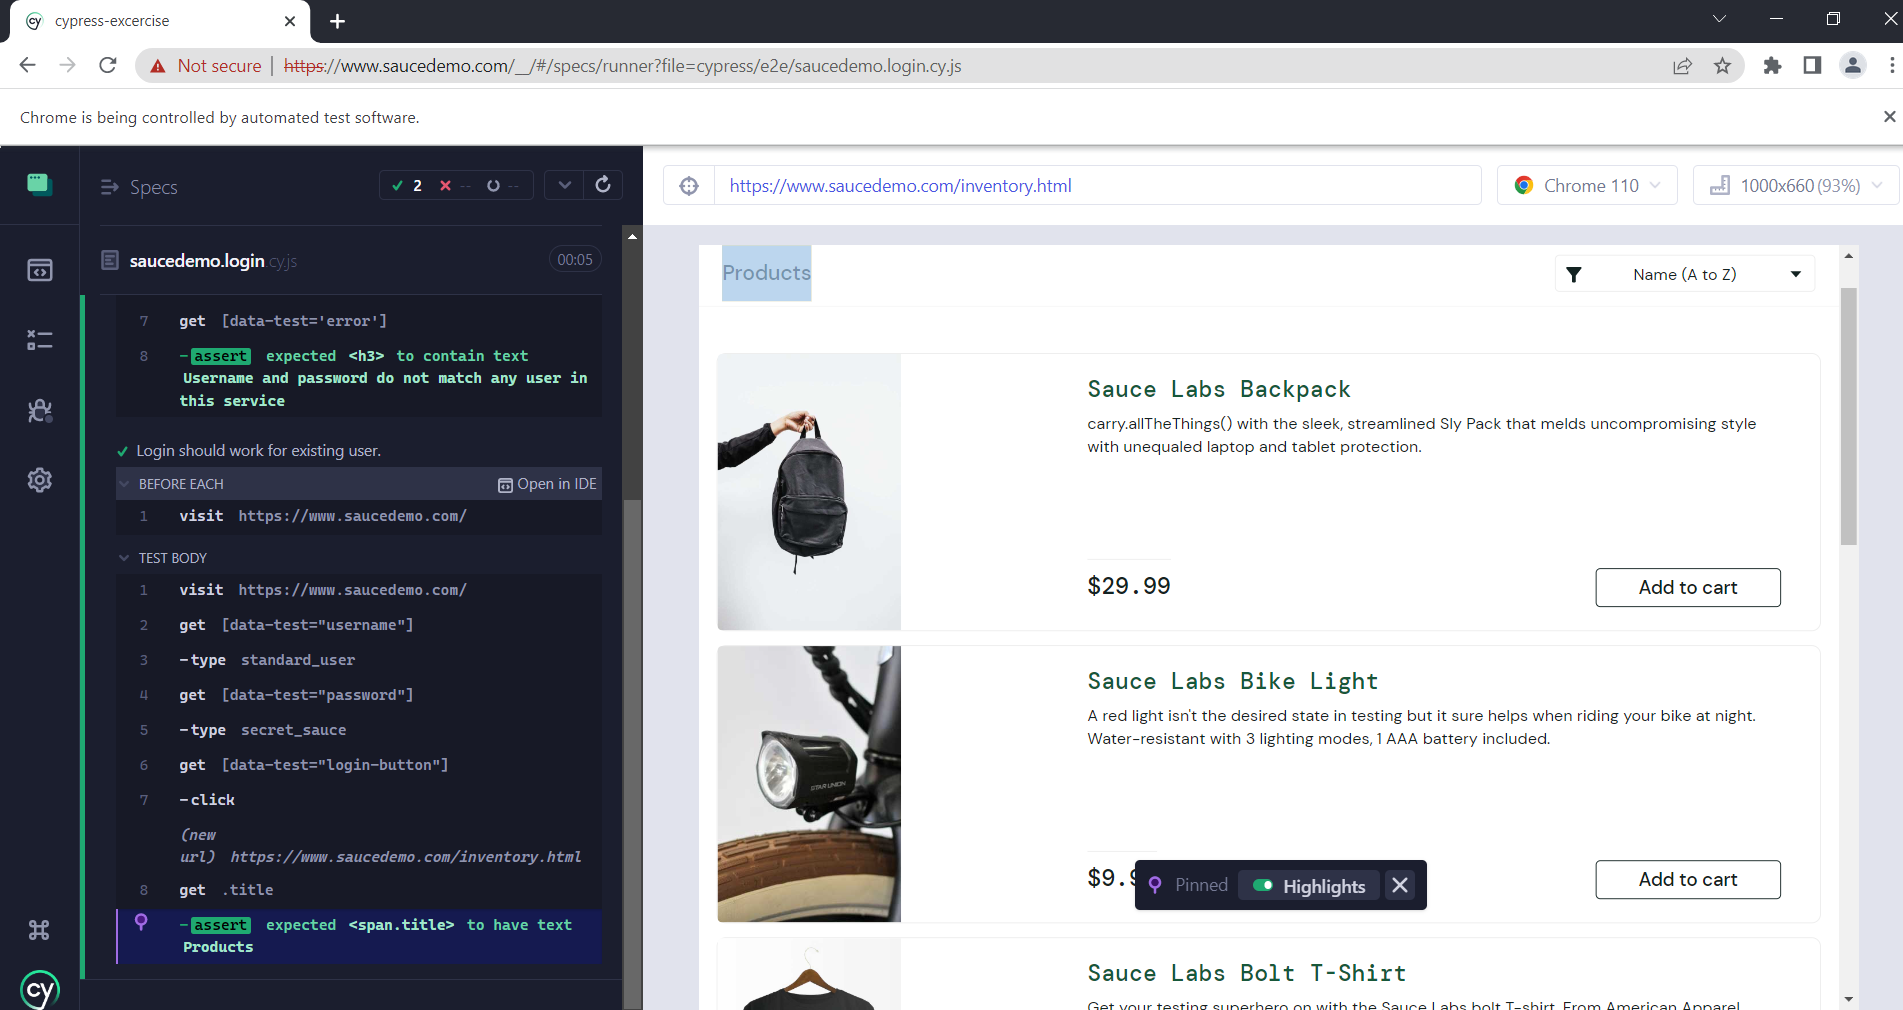 cypress-excercise
Not secure
https://www.saucedemo.com/__/#/specs/runner?file=cypress/e2e/saucedemo.login.cy.js
Chrome is being controlled by automated test software.
Specs
2 -- --
https://www.saucedemo.com/inventory.html
Chrome 110
1000x660 (93%)
saucedemo.login.cy.js
00:05
7 get [data-test='error']
8 -assert expected <h3> to contain text
Username and password do not match any user in
this service
Login should work for existing user.
BEFORE EACH
Open in IDE
1 visit https://www.saucedemo.com/
TEST BODY
1 visit https://www.saucedemo.com/
2 get [data-test="username"]
3 -type standard_user
4 get [data-test="password"]
5 -type secret_sauce
6 get [data-test="login-button"]
7 -click
(new
url) https://www.saucedemo.com/inventory.html
8 get .title
-assert expected <span.title> to have text
Products
cy
Products
Name (A to Z)
Sauce Labs Backpack
carry.allTheThings() with the sleek, streamlined Sly Pack that melds uncompromising style
with unequaled laptop and tablet protection.
$29.99
Add to cart
Sauce Labs Bike Light
A red light isn't the desired state in testing but it sure helps when riding your bike at night.
Water-resistant with 3 lighting modes, 1 AAA battery included.
STAR UNION
$9.9
Pinned
Highlights
Add to cart
Sauce Labs Bolt T-Shirt
Get your testing superhero on with the Sauce Labs bolt T-shirt. From American Apparel